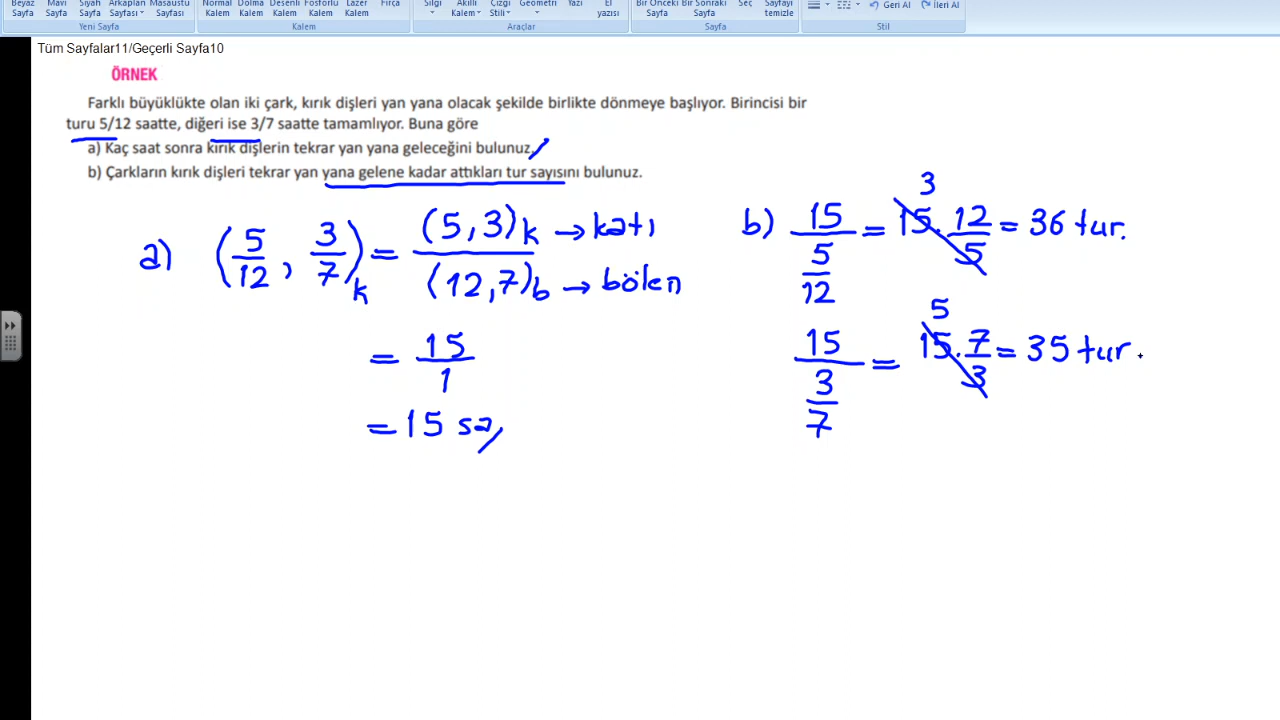 Beyaz Sayfa Mavi Sayfa Siyah Sayfa Arkaplan Sayfası Masaüstü Sayfası Normal Kalem Dolma Kalem Desenli Kalem Fosforlu Kalem Lazer Kalem Fırça Silgi Akıllı Kalem Çizgi Stili Geometri Yazı El yazısı Bir Önceki Sayfa Bir Sonraki Sayfa Seç Sayfayı temizle Geri Al İleri Al
Yeni Sayfa Kalem Araçlar Sayfa Stil
Tüm Sayfalar11/Geçerli Sayfa10
ÖRNEK
Farklı büyüklükte olan iki çark, kırık dişleri yan yana olacak şekilde birlikte dönmeye başlıyor. Birincisi bir
turu 5/12 saatte, diğeri ise 3/7 saatte tamamlıyor. Buna göre
a) Kaç saat sonra kırık dişlerin tekrar yan yana geleceğini bulunuz.
b) Çarkların kırık dişleri tekrar yan yana gelene kadar attıkları tur sayısını bulunuz.
a) (5/12, 3/7)k = (5,3)k → katı
(12,7)b → bölen
= 15/1
= 15 sa
b) 15/(5/12) = 15 . 12/5 = 36 tur.
3
15/(3/7) = 15 . 7/3 = 35 tur.
5